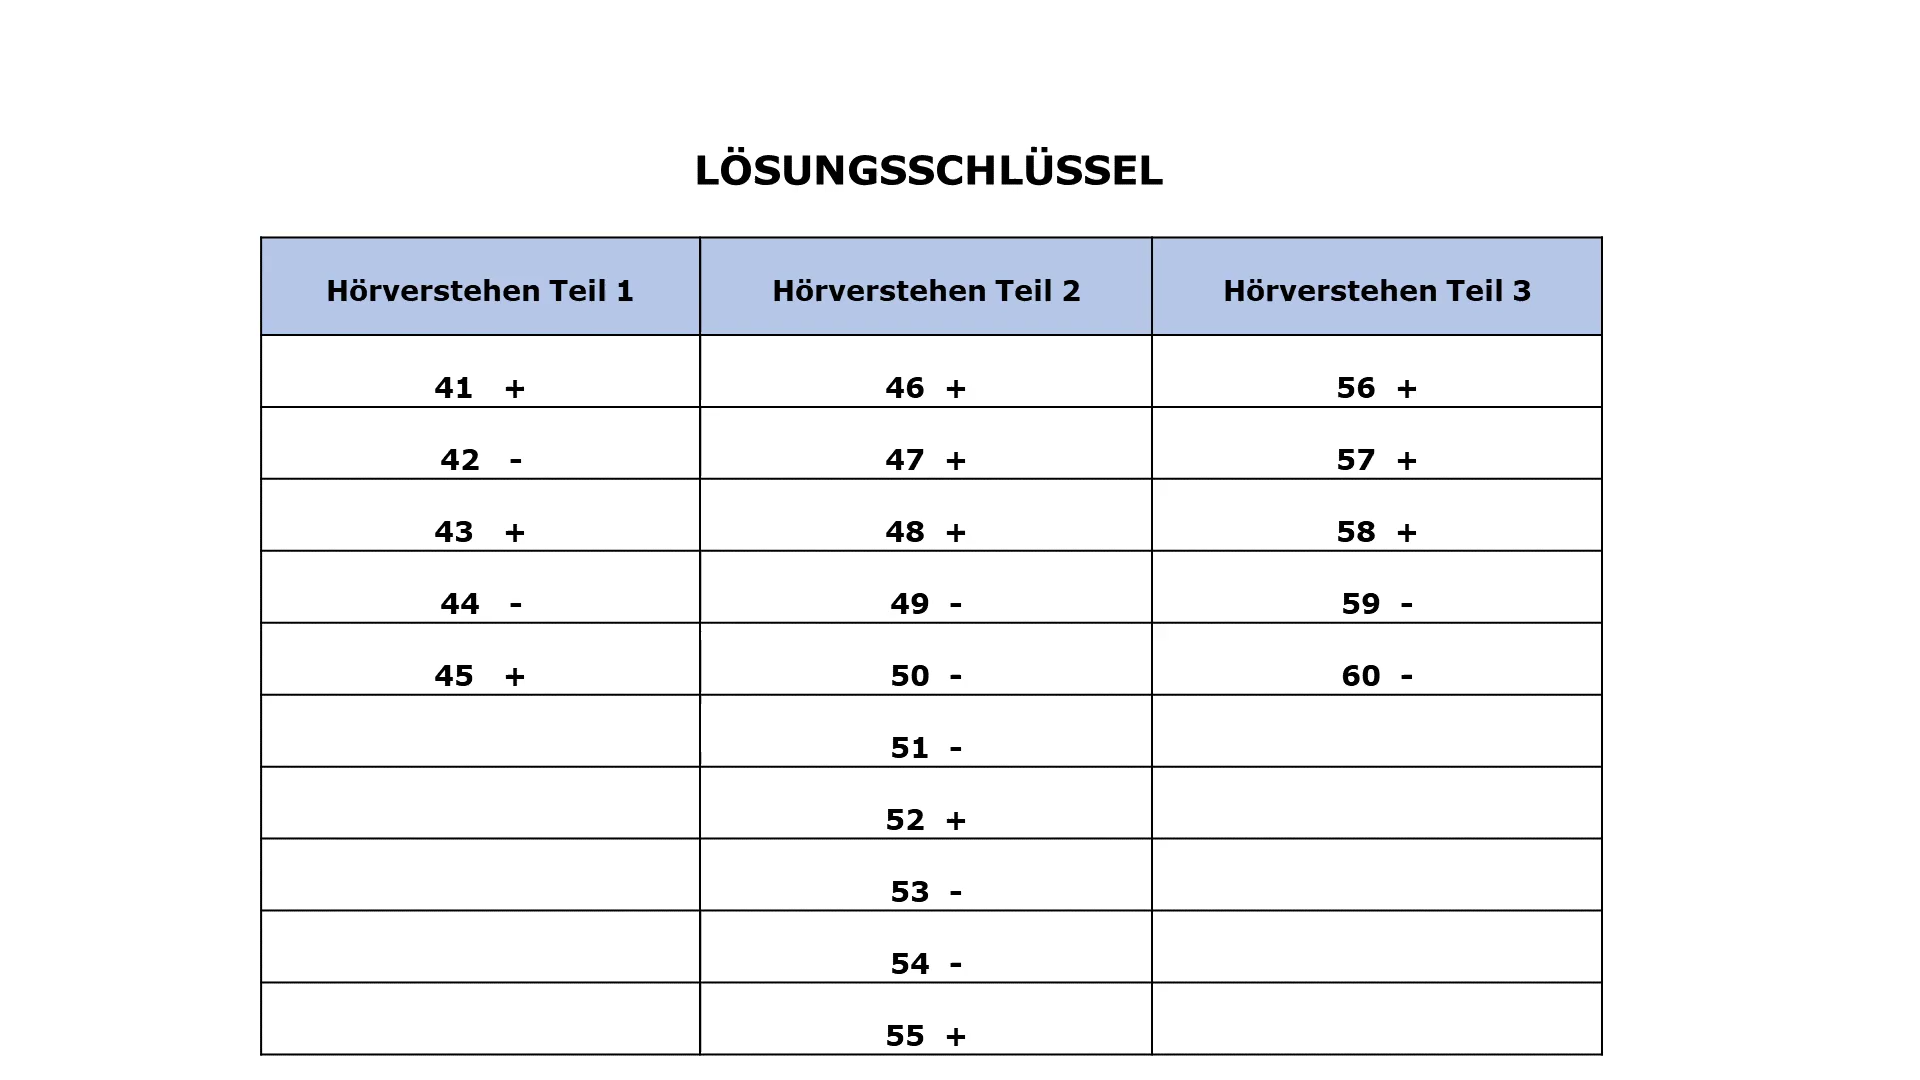 LÖSUNGSSCHLÜSSEL
Hörverstehen Teil 1 Hörverstehen Teil 2 Hörverstehen Teil 3
41 + 46 + 56 +
42 - 47 + 57 +
43 + 48 + 58 +
44 - 49 - 59 -
45 + 50 - 60 -
51 -
52 +
53 -
54 -
55 +